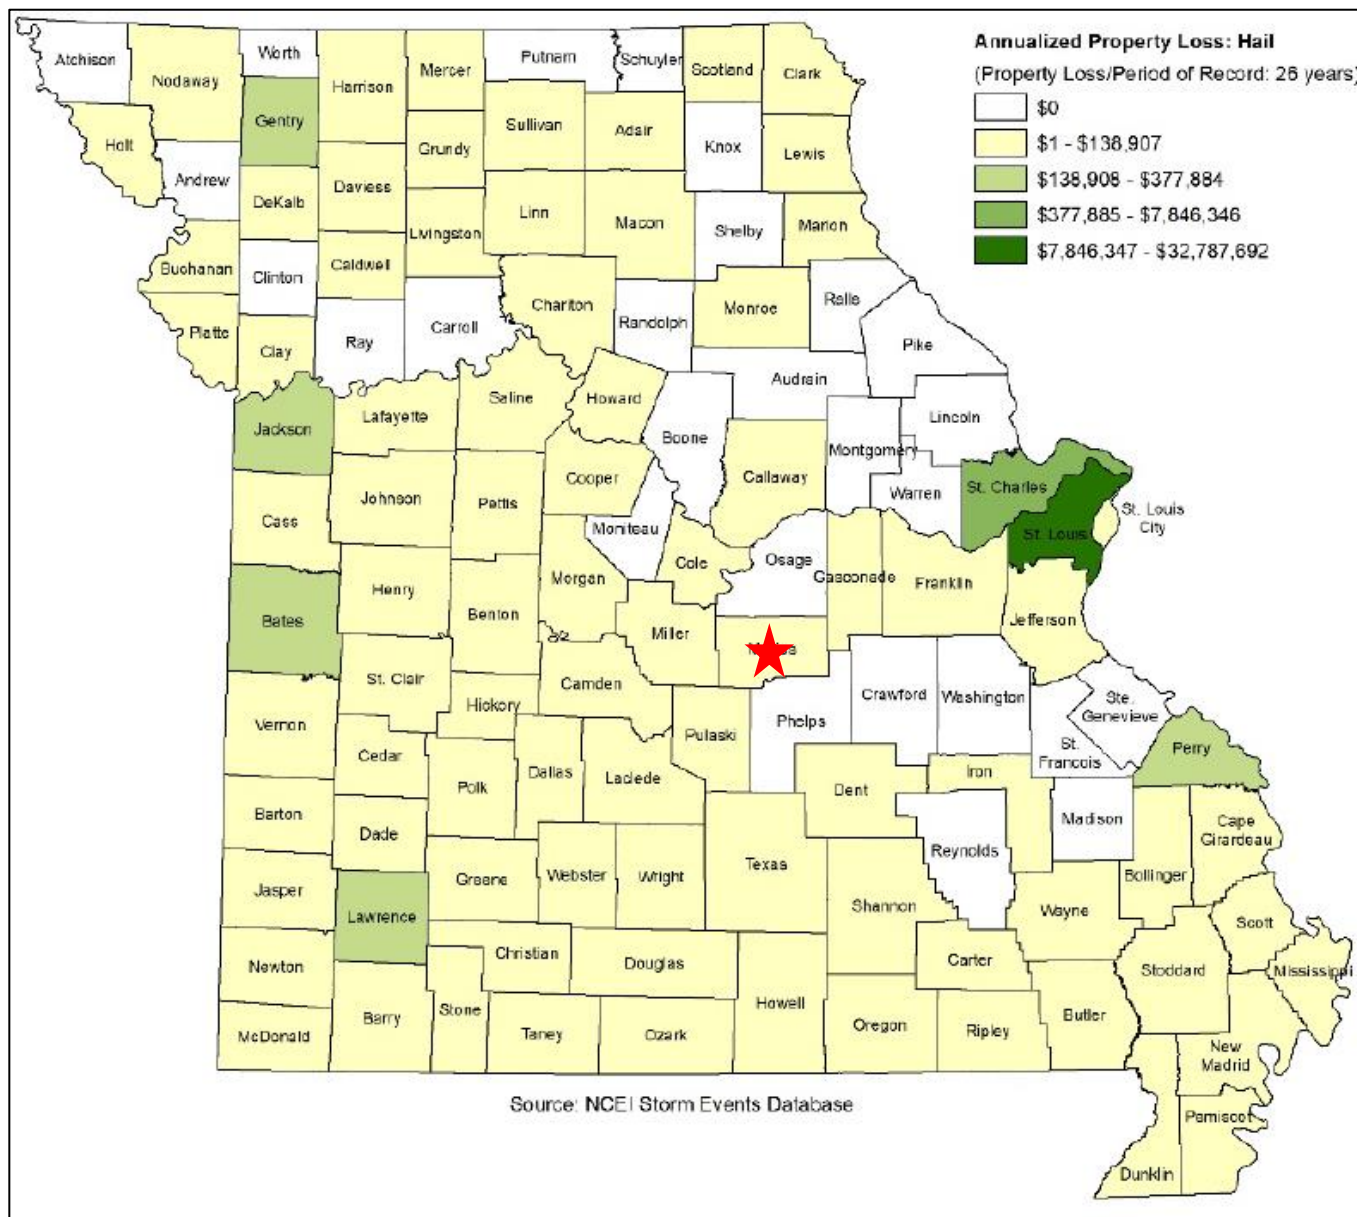 Annualized Property Loss: Hail
(Property Loss/Period of Record: 26 years)
$0
$1 - $138,907
$138,908 - $377,884
$377,885 - $7,846,346
$7,846,347 - $32,787,692
Atchison
Nodaway
Worth
Harrison
Mercer
Putnam
Schuyler
Scotland
Clark
Holt
Gentry
Andrew
DeKalb
Daviess
Grundy
Sullivan
Adair
Knox
Lewis
Livingston
Linn
Macon
Shelby
Marion
Buchanan
Clinton
Caldwell
Platte
Clay
Ray
Carroll
Chariton
Randolph
Monroe
Ralls
Pike
Audrain
Jackson
Lafayette
Saline
Howard
Boone
Callaway
Montgomery
Lincoln
Warren
St. Charles
St. Louis
St. Louis
City
Cass
Johnson
Pettis
Cooper
Moniteau
Cole
Osage
Gasconade
Franklin
Jefferson
Bates
Henry
Benton
Morgan
Miller
St. Clair
Hickory
Camden
Pulaski
Phelps
Crawford
Washington
Ste.
Genevieve
St.
Francois
Perry
Vernon
Cedar
Polk
Dallas
Laclede
Dent
Iron
Madison
Barton
Dade
Greene
Webster
Wright
Texas
Shannon
Reynolds
Bollinger
Cape
Girardeau
Jasper
Lawrence
Christian
Douglas
Wayne
Scott
Carter
Stoddard
Mississippi
Newton
Barry
Stone
Taney
Ozark
Howell
Oregon
Ripley
Butler
McDonald
New
Madrid
Pemiscot
Dunklin
Source: NCEI Storm Events Database